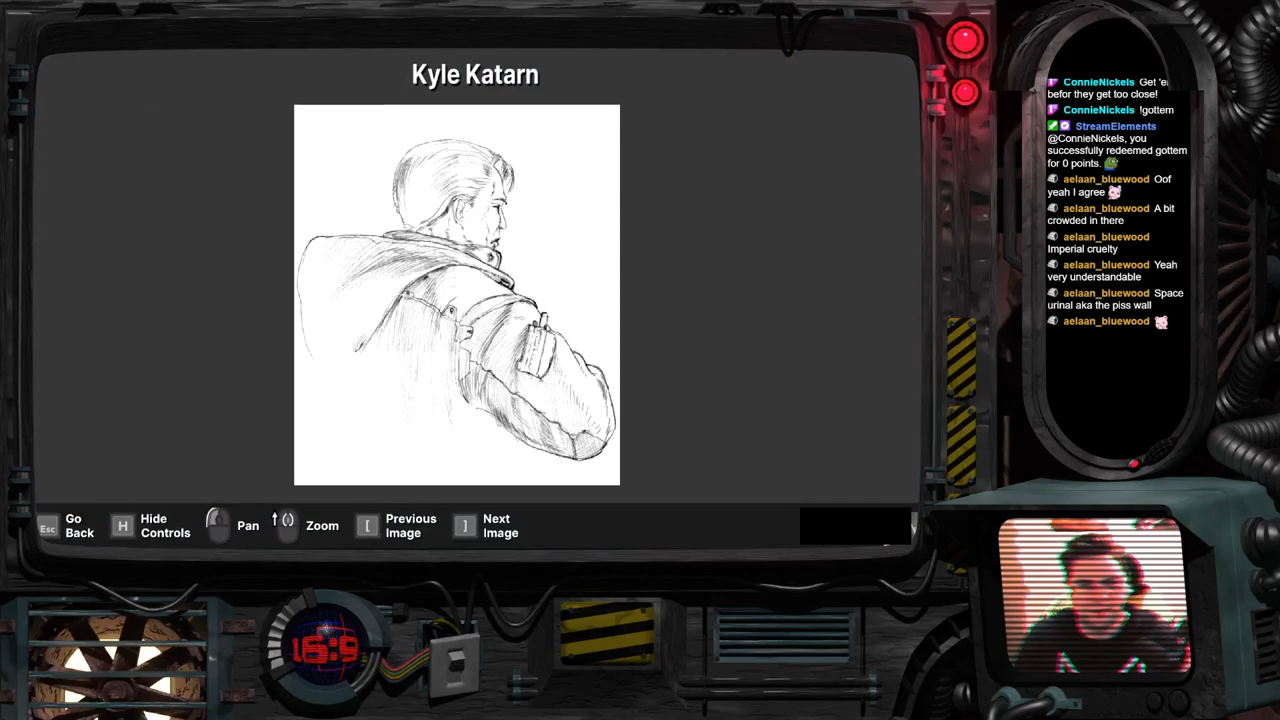 Kyle Katarn
Esc
Go
Back
H
Hide
Controls
Pan
Zoom
[
Previous
Image
]
Next
Image
ConnieNickels Get 'e
befor they get too close!
ConnieNickels !gottem
StreamElements
@ConnieNickels, you
successfully redeemed gottem
for 0 points.
aelaan_bluewood Oof
yeah I agree
aelaan_bluewood A bit
crowded in there
aelaan_bluewood
Imperial cruelty
aelaan_bluewood Yeah
very understandable
aelaan_bluewood Space
urinal aka the piss wall
aelaan_bluewood